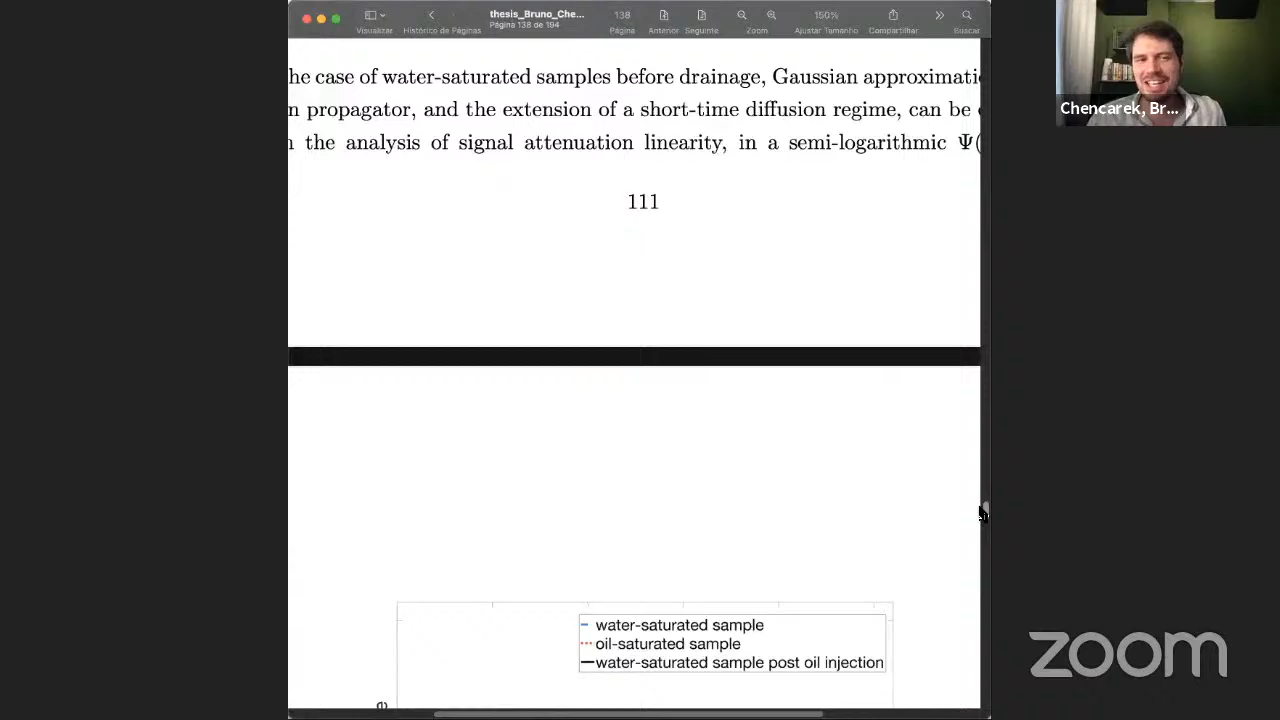 thesis_Bruno_Che...
Página 138 de 194
138
150%
Visualizar
Histórico de Páginas
Página
Anterior
Seguinte
Zoom
Ajustar Tamanho
Compartilhar
Buscar
he case of water-saturated samples before drainage, Gaussian approximati
n propagator, and the extension of a short-time diffusion regime, can be
the analysis of signal attenuation linearity, in a semi-logarithmic Ψ(
111
water-saturated sample
oil-saturated sample
water-saturated sample post oil injection
e
Chencarek, Br...
zoom